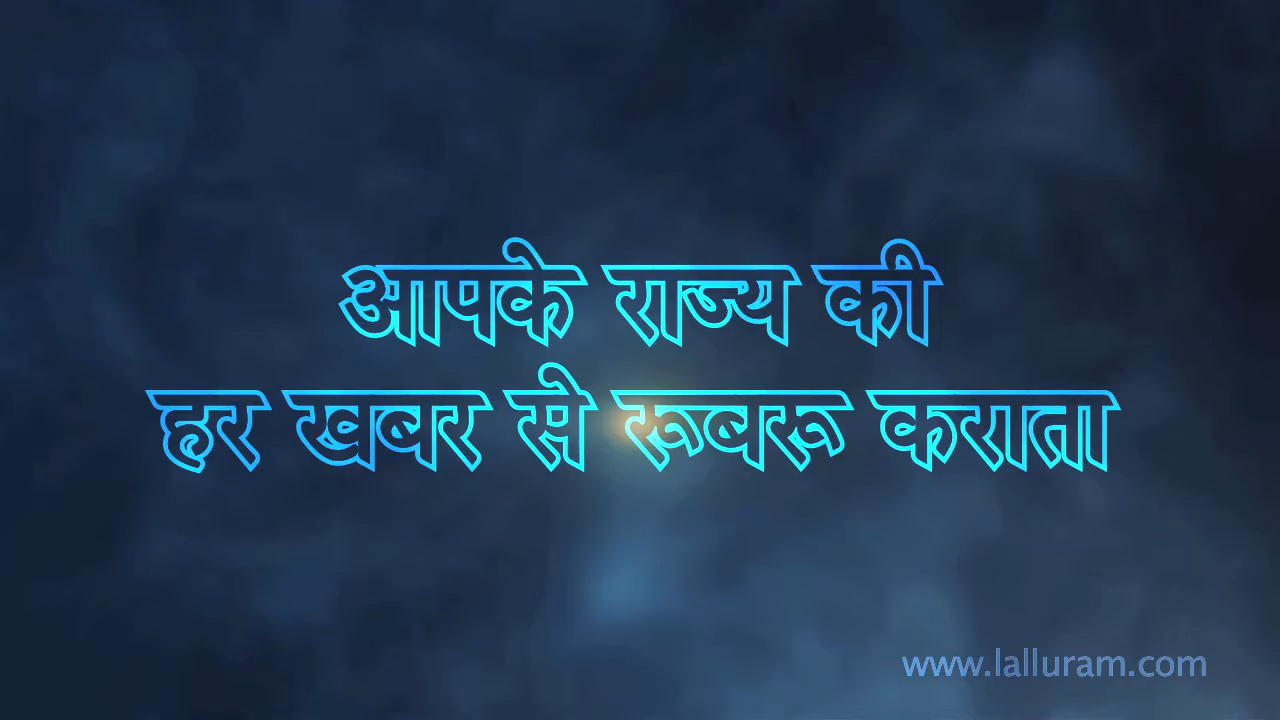 आपके राज्य की
हर खबर से रूबरू कराता
www.lalluram.com